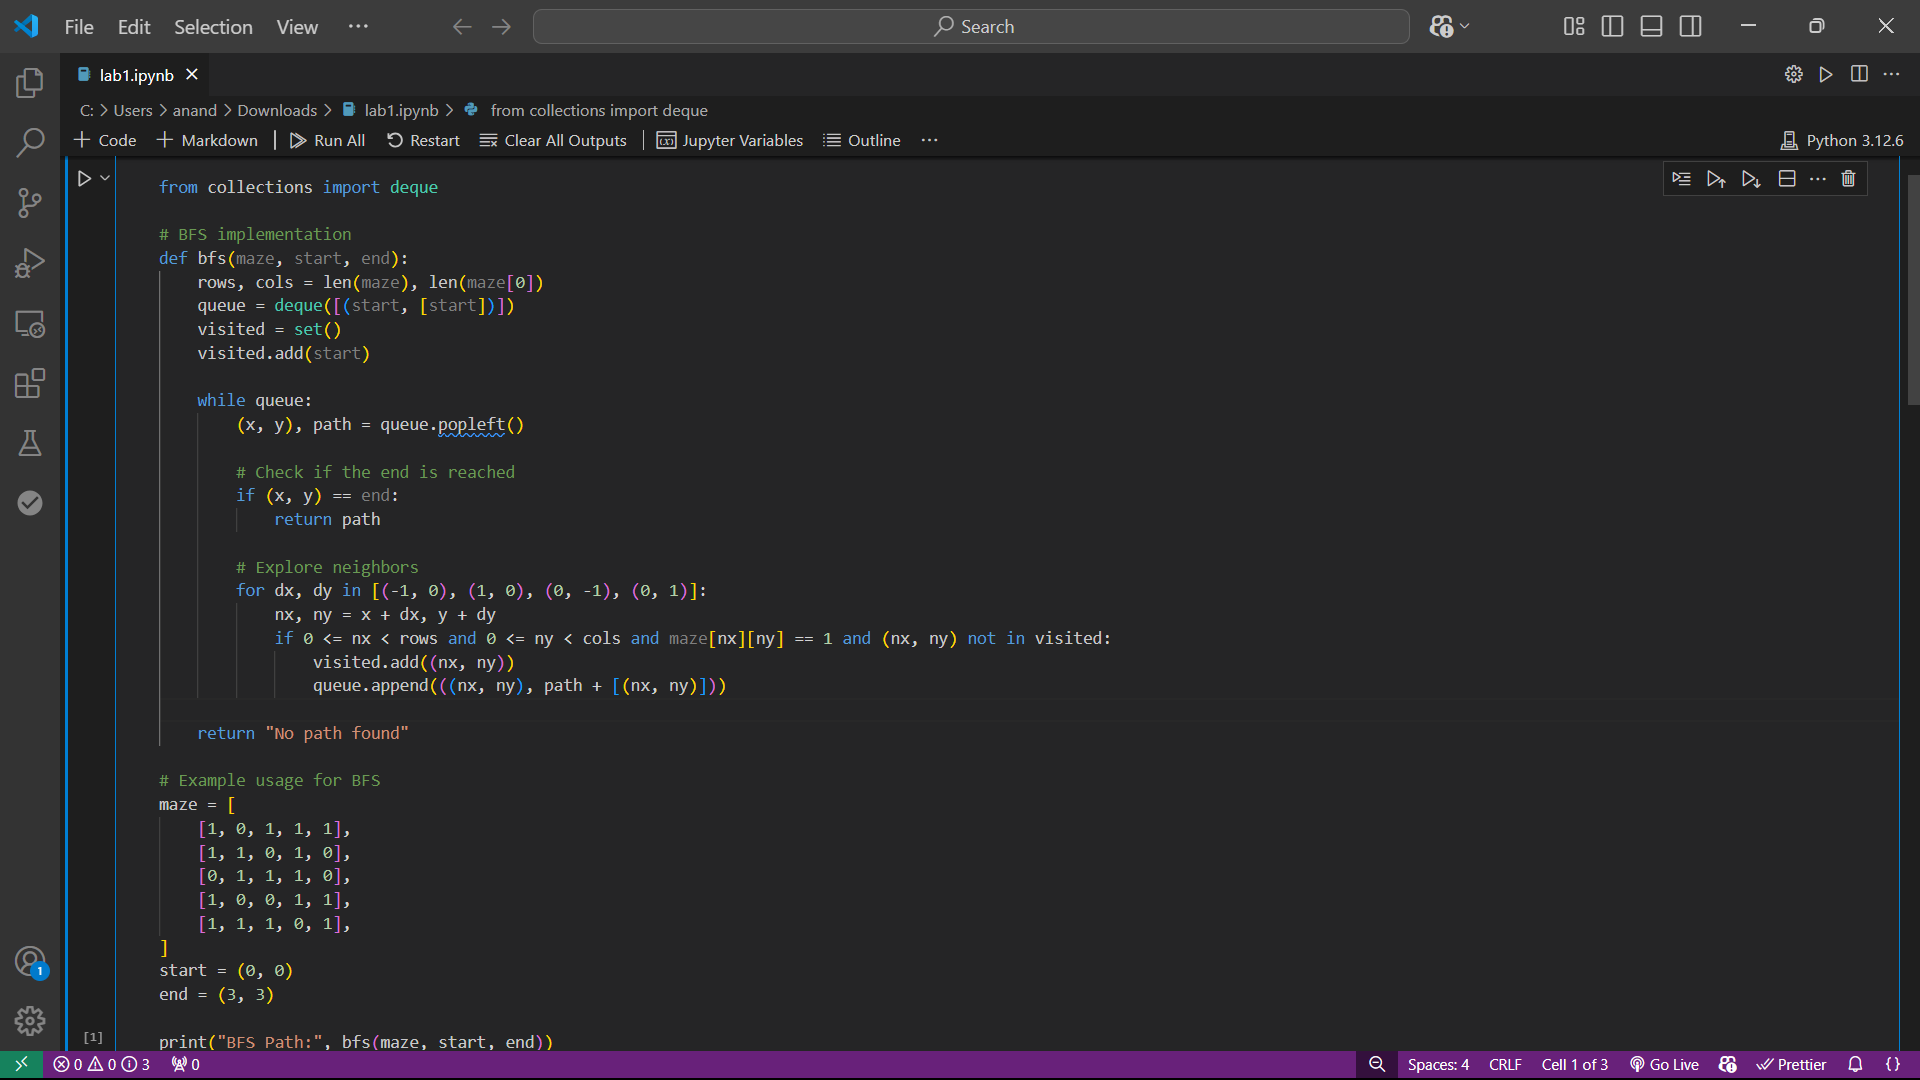 File Edit Selection View ··· Search
lab1.ipynb
C: > Users > anand > Downloads > lab1.ipynb > from collections import deque
+ Code + Markdown | Run All Restart Clear All Outputs | Jupyter Variables Outline ··· Python 3.12.6
from collections import deque
# BFS implementation
def bfs(maze, start, end):
    rows, cols = len(maze), len(maze[0])
    queue = deque([(start, [start])])
    visited = set()
    visited.add(start)
    while queue:
        (x, y), path = queue.popleft()
        # Check if the end is reached
        if (x, y) == end:
            return path
        # Explore neighbors
        for dx, dy in [(-1, 0), (1, 0), (0, -1), (0, 1)]:
            nx, ny = x + dx, y + dy
            if 0 <= nx < rows and 0 <= ny < cols and maze[nx][ny] == 1 and (nx, ny) not in visited:
                visited.add((nx, ny))
                queue.append(((nx, ny), path + [(nx, ny)]))
    return "No path found"
# Example usage for BFS
maze = [
    [1, 0, 1, 1, 1],
    [1, 1, 0, 1, 0],
    [0, 1, 1, 1, 0],
    [1, 0, 0, 1, 1],
    [1, 1, 1, 0, 1],
]
start = (0, 0)
end = (3, 3)
[1]
print("BFS Path:", bfs(maze, start, end))
1
0 0 3 0 Spaces: 4 CRLF Cell 1 of 3 Go Live Prettier {}